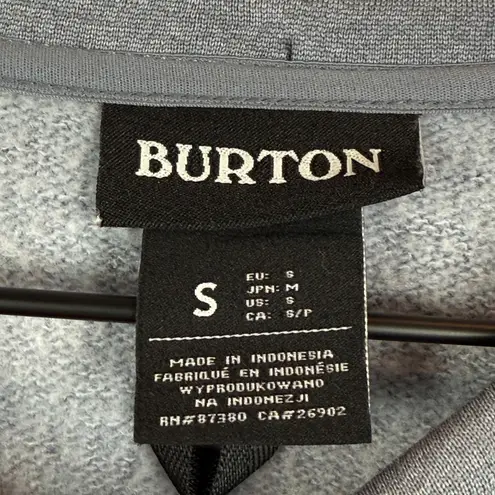 BURTON
S
EU: S
JPN: M
US: S
CA: S/P
MADE IN INDONESIA
FABRIQUÉ EN INDONÉSIE
WYPRODUKOWANO
NA INDONEZJI
RN#87380 CA#26902